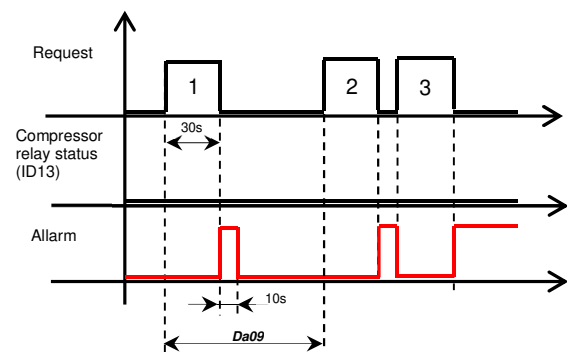 Request
1
2
3
30s
Compressor
relay status
(ID13)
Allarm
10s
Da09